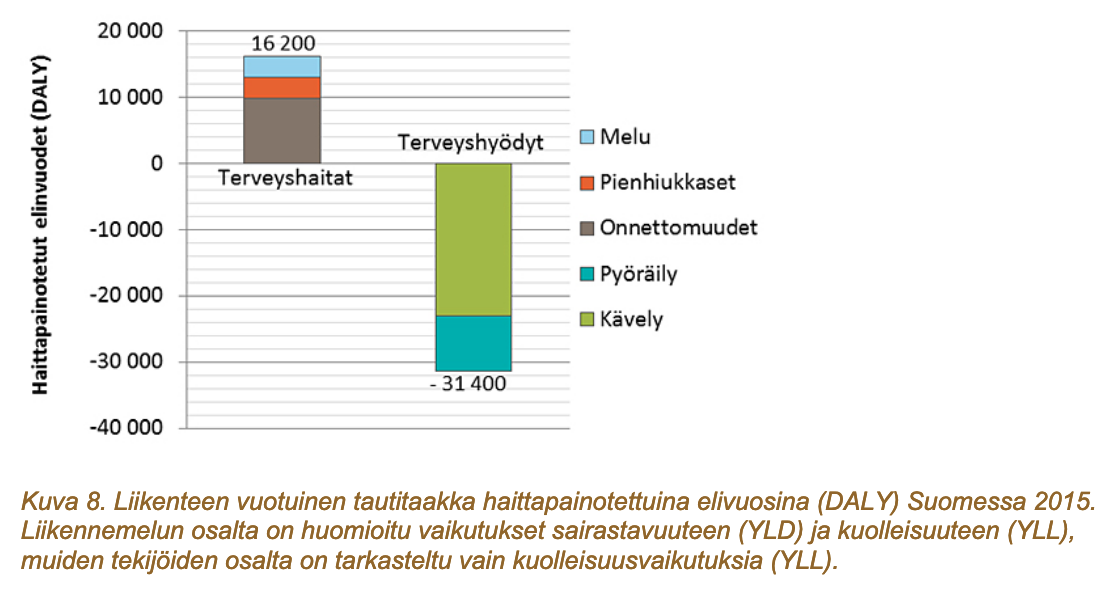 Haittapainotetut elinvuodet (DALY)
20 000
10 000
0
-10 000
-20 000
-30 000
-40 000
16 200
Terveyshaitat
Terveyshyödyt
- 31 400
Melu
Pienhiukkaset
Onnettomuudet
Pyöräily
Kävely
Kuva 8. Liikenteen vuotuinen tautitaakka haittapainotettuina elivuosina (DALY) Suomessa 2015.
Liikennemelun osalta on huomioitu vaikutukset sairastavuuteen (YLD) ja kuolleisuuteen (YLL),
muiden tekijöiden osalta on tarkasteltu vain kuolleisuusvaikutuksia (YLL).